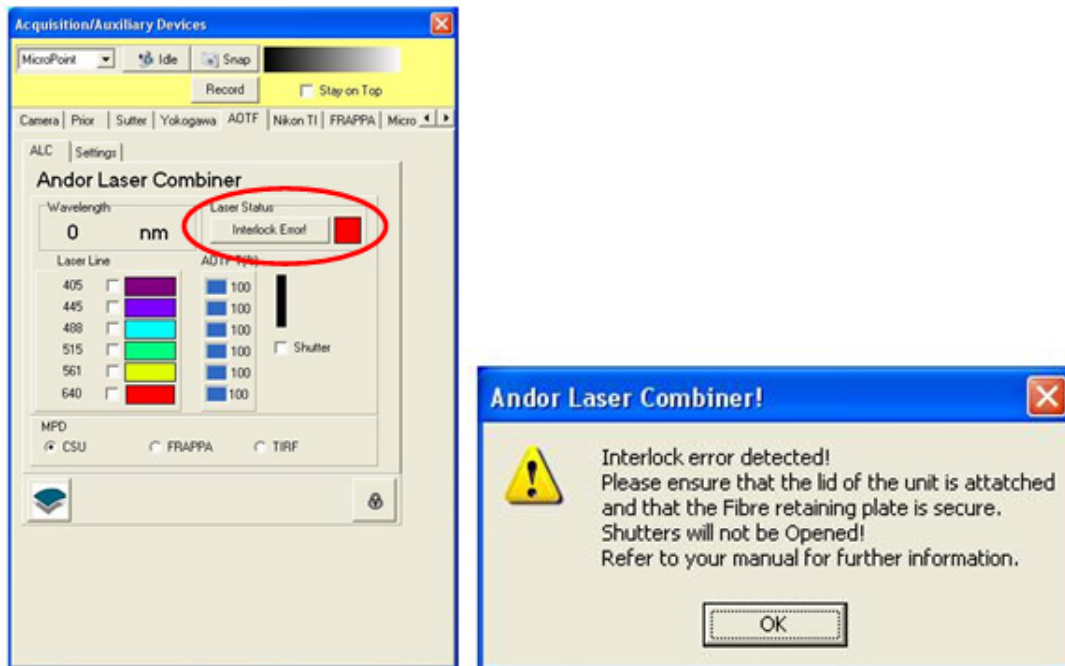 Acquisition/Auxiliary Devices
MicroPoint Idle Snap
Record Stay on Top
Camera Prior Sutter Yokogawa AOTF Nikon TI FRAPPA Micro
ALC Settings
Andor Laser Combiner
Wavelength Laser Status
0 nm Interlock Error!
Laser Line AOTF T(%)
405 100
445 100
488 100
515 100 Shutter
561 100
640 100
MPD
CSU FRAPPA TIRF
Andor Laser Combiner!
Interlock error detected!
Please ensure that the lid of the unit is attatched
and that the Fibre retaining plate is secure.
Shutters will not be Opened!
Refer to your manual for further information.
OK